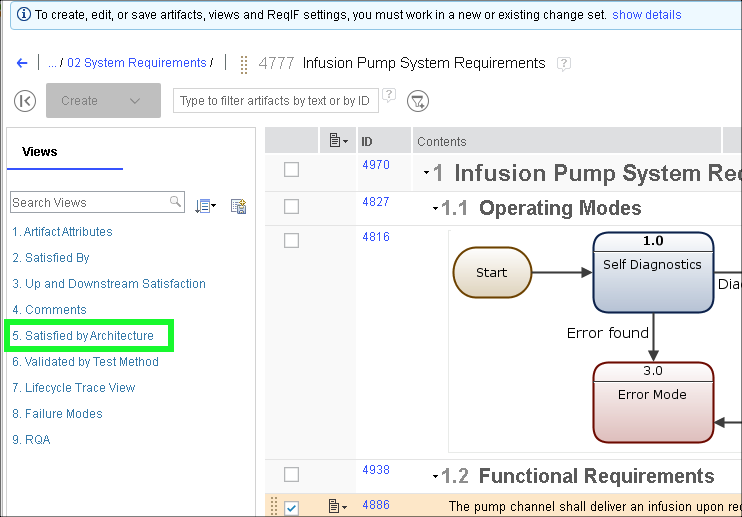 To create, edit, or save artifacts, views and ReqIF settings, you must work in a new or existing change set. show details
... / 02 System Requirements / 4777 Infusion Pump System Requirements
Create
Type to filter artifacts by text or by ID
Views
Search Views
1. Artifact Attributes
2. Satisfied By
3. Up and Downstream Satisfaction
4. Comments
5. Satisfied by Architecture
6. Validated by Test Method
7. Lifecycle Trace View
8. Failure Modes
9. RQA
ID Contents
4970 1 Infusion Pump System Req
4827 1.1 Operating Modes
4816
1.0
Start
Self Diagnostics
Dia
Error found
3.0
Error Mode
4938 1.2 Functional Requirements
4886 The pump channel shall deliver an infusion upon req